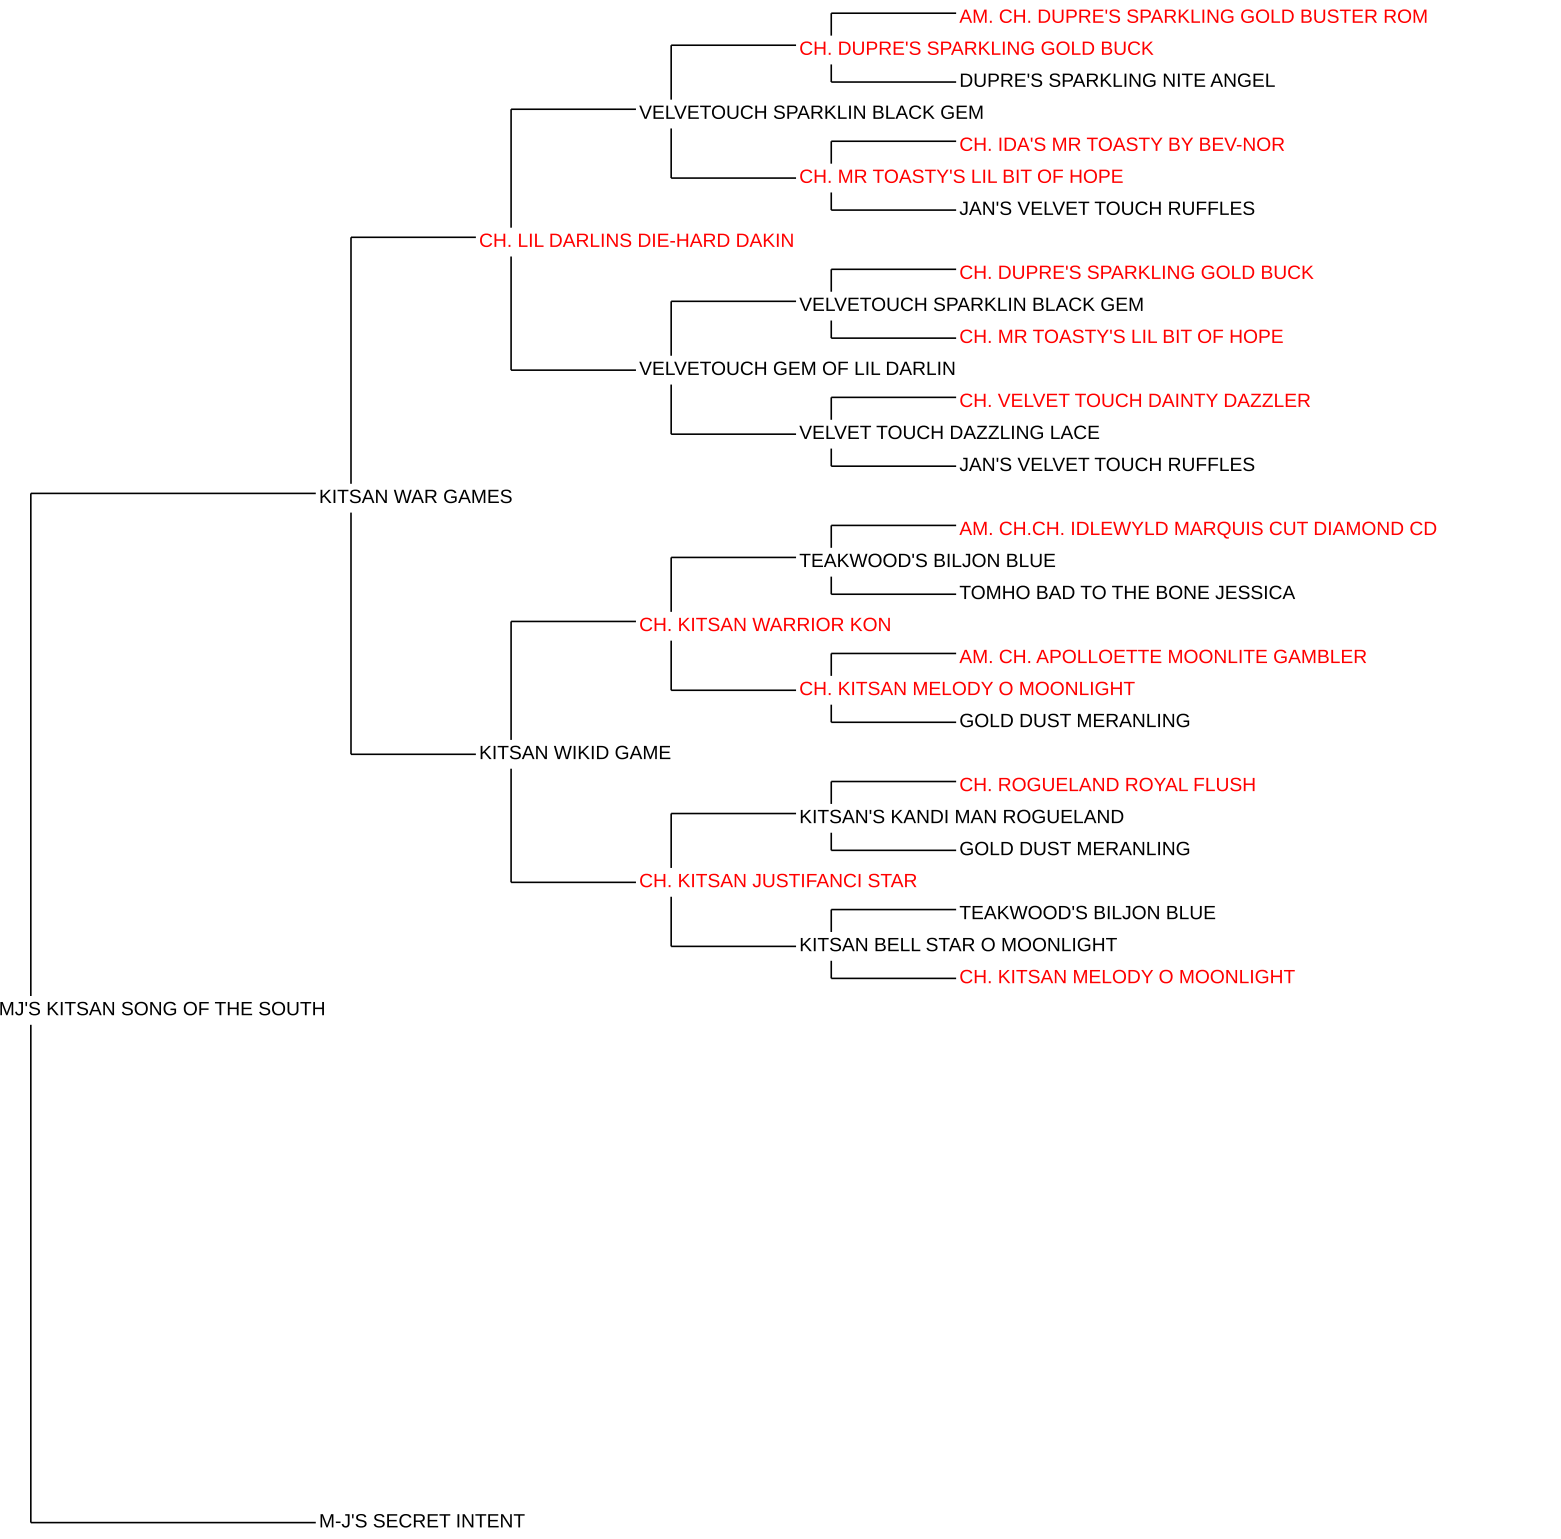 AM. CH. DUPRE'S SPARKLING GOLD BUSTER ROM
CH. DUPRE'S SPARKLING GOLD BUCK
DUPRE'S SPARKLING NITE ANGEL
VELVETOUCH SPARKLIN BLACK GEM
CH. IDA'S MR TOASTY BY BEV-NOR
CH. MR TOASTY'S LIL BIT OF HOPE
JAN'S VELVET TOUCH RUFFLES
CH. LIL DARLINS DIE-HARD DAKIN
CH. DUPRE'S SPARKLING GOLD BUCK
VELVETOUCH SPARKLIN BLACK GEM
CH. MR TOASTY'S LIL BIT OF HOPE
VELVETOUCH GEM OF LIL DARLIN
CH. VELVET TOUCH DAINTY DAZZLER
VELVET TOUCH DAZZLING LACE
JAN'S VELVET TOUCH RUFFLES
KITSAN WAR GAMES
AM. CH.CH. IDLEWYLD MARQUIS CUT DIAMOND CD
TEAKWOOD'S BILJON BLUE
TOMHO BAD TO THE BONE JESSICA
CH. KITSAN WARRIOR KON
AM. CH. APOLLOETTE MOONLITE GAMBLER
CH. KITSAN MELODY O MOONLIGHT
GOLD DUST MERANLING
KITSAN WIKID GAME
CH. ROGUELAND ROYAL FLUSH
KITSAN'S KANDI MAN ROGUELAND
GOLD DUST MERANLING
CH. KITSAN JUSTIFANCI STAR
TEAKWOOD'S BILJON BLUE
KITSAN BELL STAR O MOONLIGHT
CH. KITSAN MELODY O MOONLIGHT
MJ'S KITSAN SONG OF THE SOUTH
M-J'S SECRET INTENT